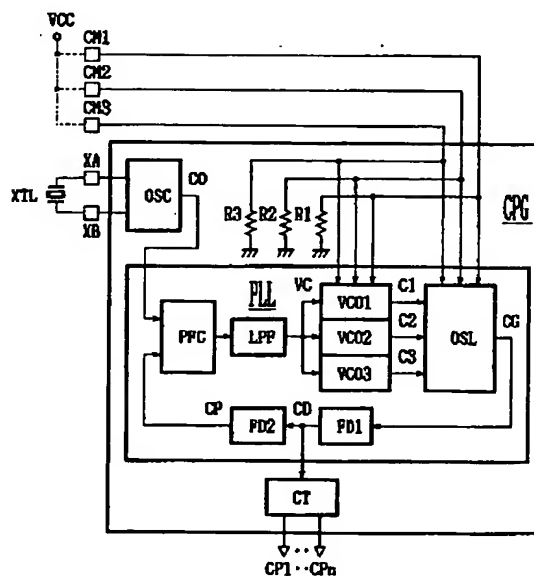 VCC
CM1
CM2
CM3
XA
XTL
XB
OSC
CO
R3 R2 R1
CPG
PLL
VC
PFC
LPF
VCO1
VCO2
VCO3
C1
C2
C3
OSL
CG
CP
FD2
CD
FD1
CT
CP1··CPn